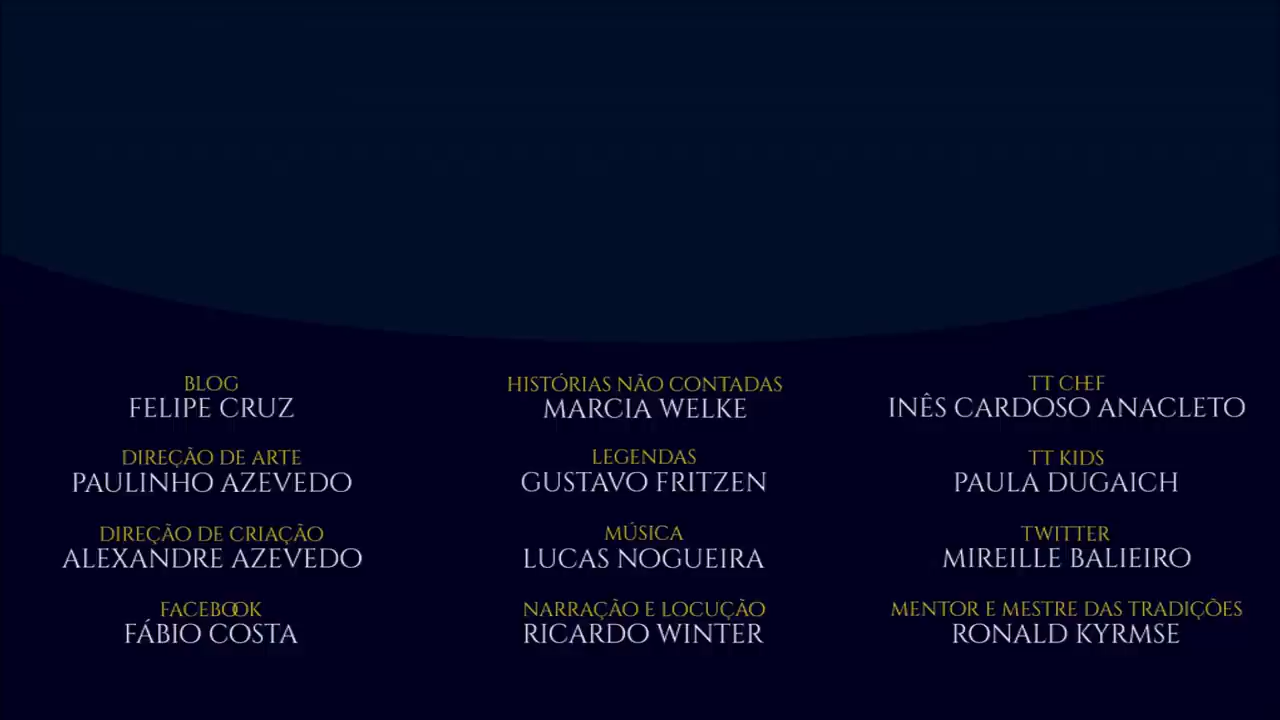 BLOG
FELIPE CRUZ
DIREÇÃO DE ARTE
PAULINHO AZEVEDO
DIREÇÃO DE CRIAÇÃO
ALEXANDRE AZEVEDO
FACEBOOK
FÁBIO COSTA
HISTÓRIAS NÃO CONTADAS
MARCIA WELKE
LEGENDAS
GUSTAVO FRITZEN
MÚSICA
LUCAS NOGUEIRA
NARRAÇÃO E LOCUÇÃO
RICARDO WINTER
TT CHEF
INÊS CARDOSO ANACLETO
TT KIDS
PAULA DUGAICH
TWITTER
MIREILLE BALIEIRO
MENTOR E MESTRE DAS TRADIÇÕES
RONALD KYRMSE